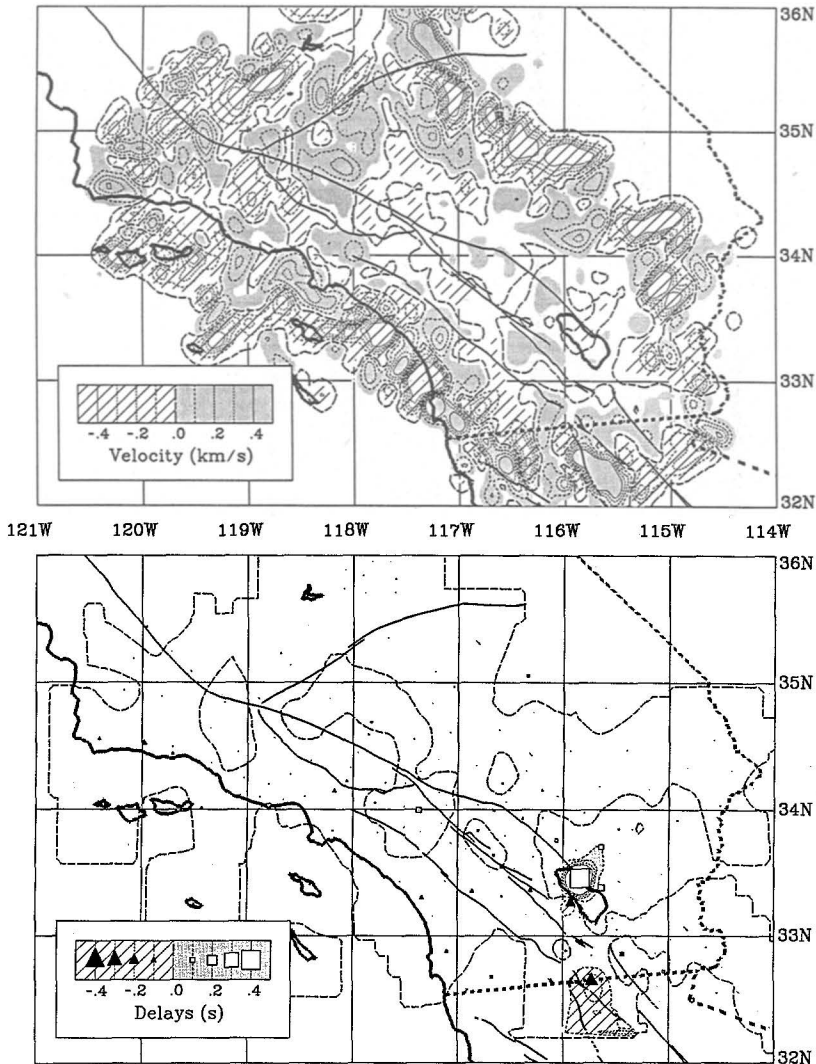 36N
35N
34N
33N
32N
-.4 -.2 .0 .2 .4
Velocity (km/s)
121W 120W 119W 118W 117W 116W 115W 114W
36N
35N
34N
33N
32N
-.4 -.2 .0 .2 .4
Delays (s)